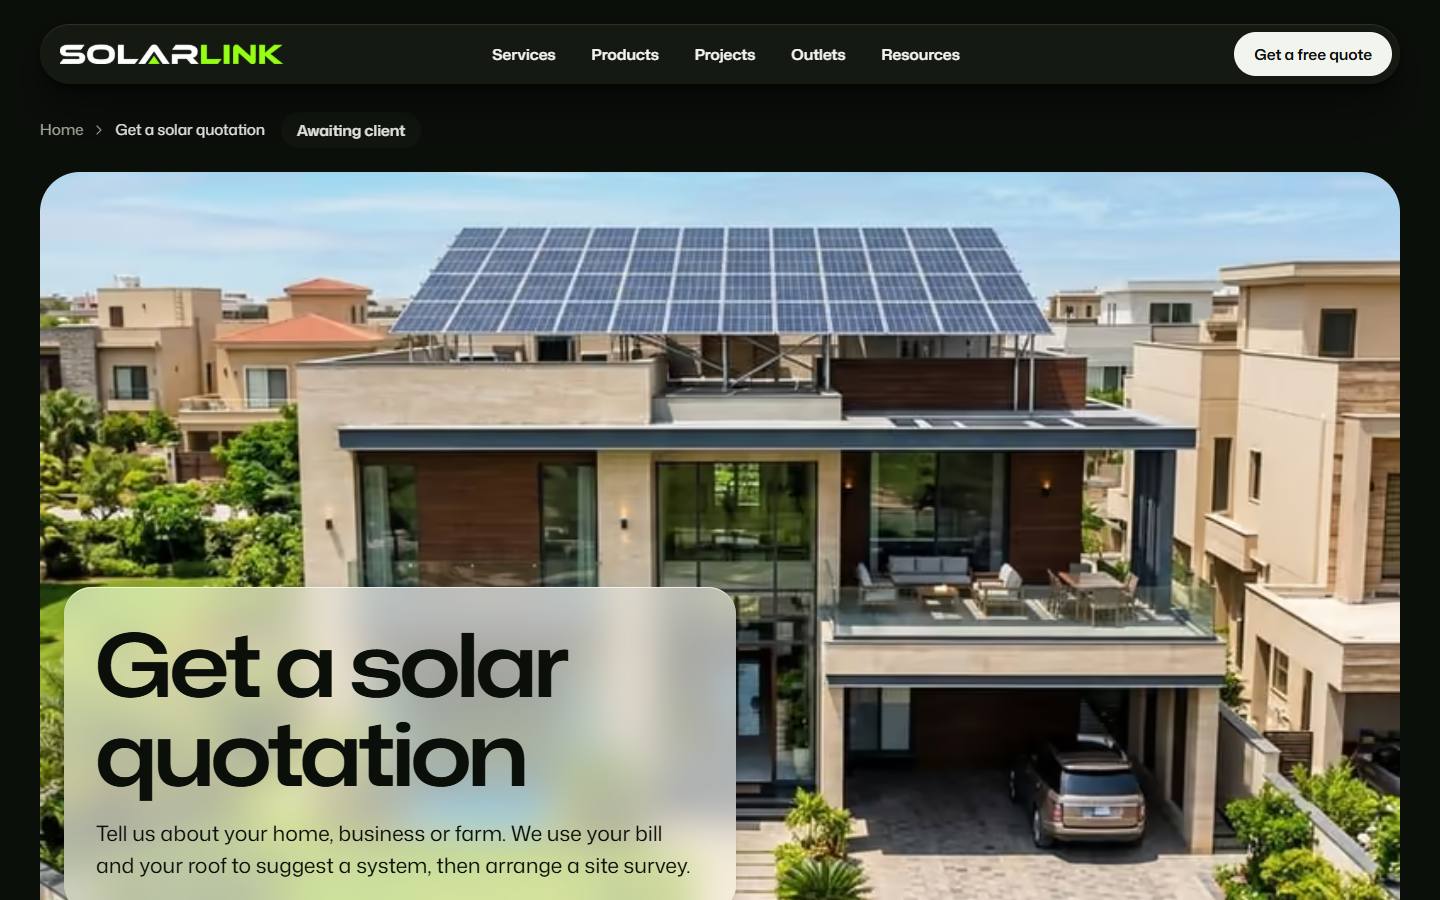 SOLARLINK
Services
Products
Projects
Outlets
Resources
Get a free quote
Home
Get a solar quotation
Awaiting client
Get a solar
quotation
Tell us about your home, business or farm. We use your bill
and your roof to suggest a system, then arrange a site survey.